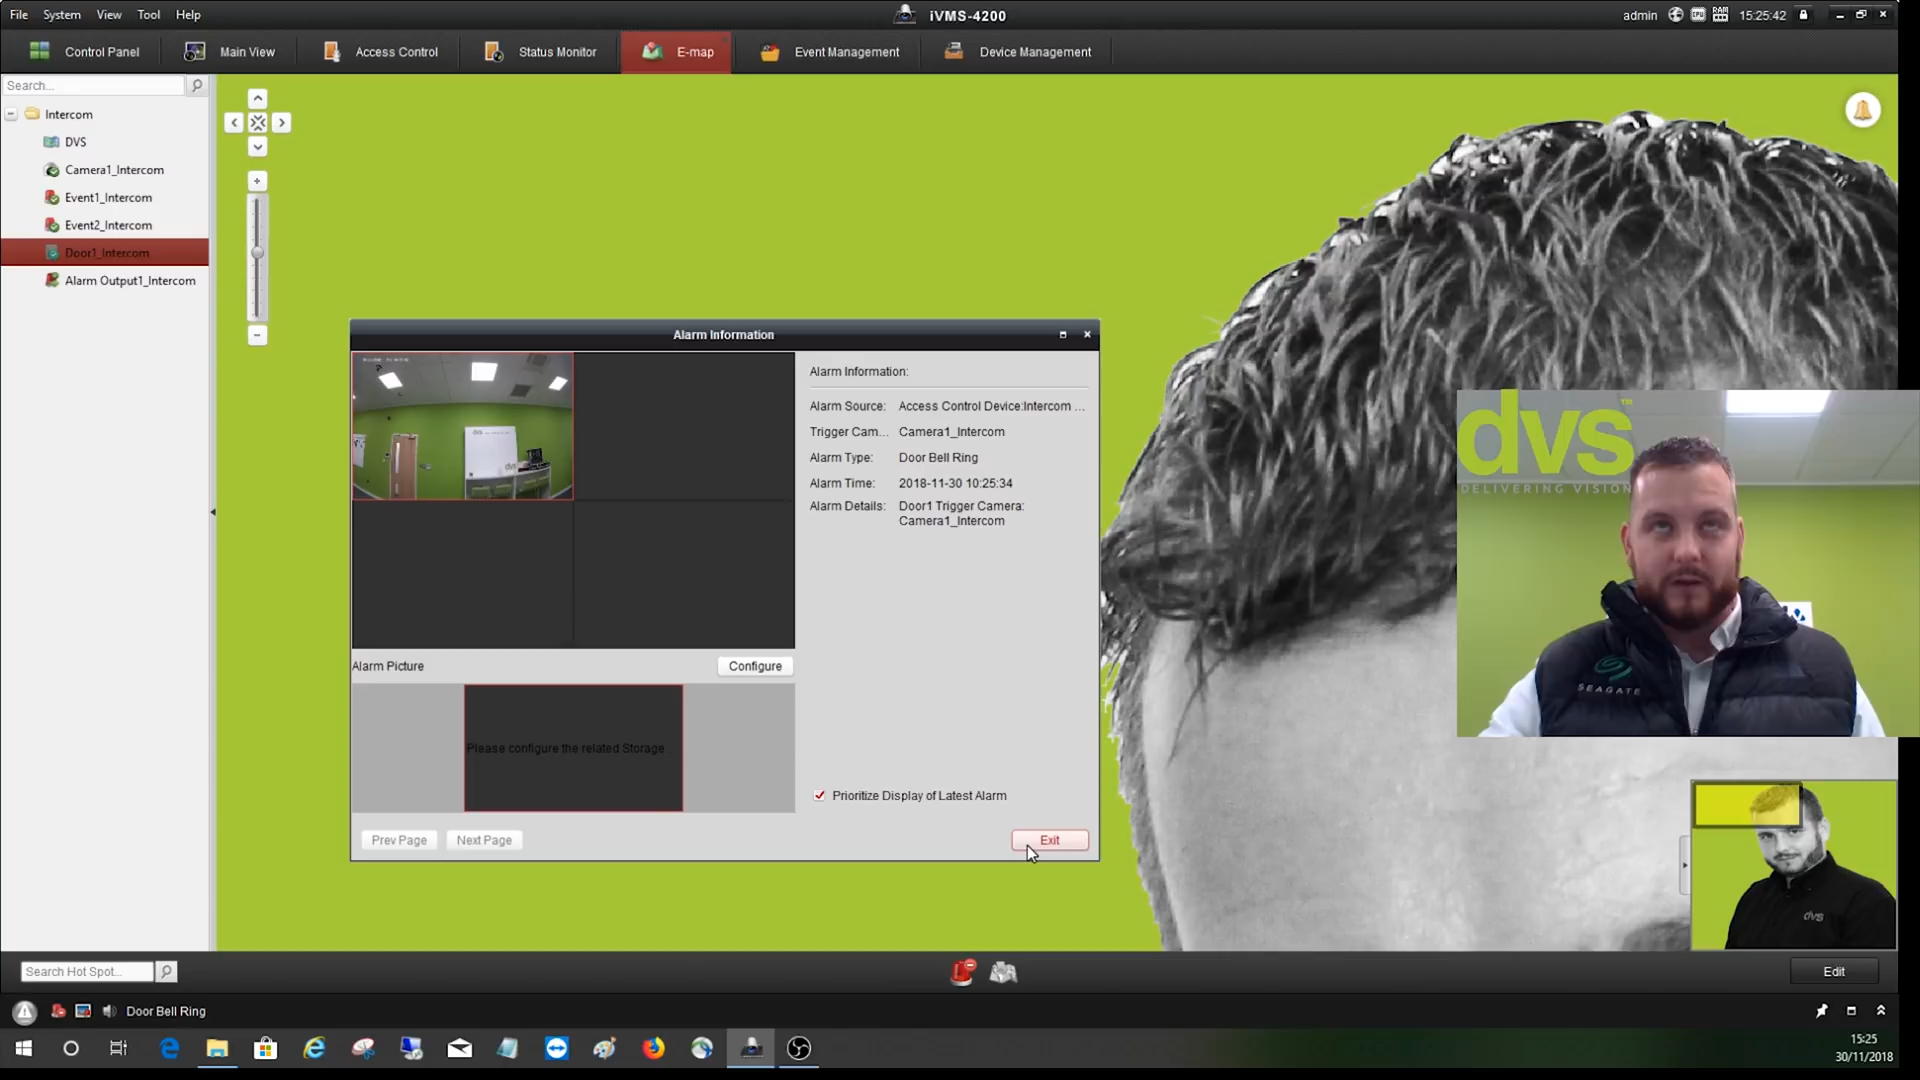 File System View Tool Help
iVMS-4200
admin CPU RAM 15:25:42
Control Panel
Main View
Access Control
Status Monitor
E-map
Event Management
Device Management
Search...
Intercom
DVS
Camera1_Intercom
Event1_Intercom
Event2_Intercom
Door1_Intercom
Alarm Output1_Intercom
Alarm Information
Alarm Information:
Alarm Source: Access Control Device:Intercom ...
Trigger Cam... Camera1_Intercom
Alarm Type: Door Bell Ring
Alarm Time: 2018-11-30 10:25:34
Alarm Details: Door1 Trigger Camera:
Camera1_Intercom
dvs
dvs
Alarm Picture
Configure
Please configure the related Storage
Prioritize Display of Latest Alarm
Prev Page
Next Page
Exit
dvs™
DELIVERING VISION
SEAGATE
dvs
Search Hot Spot...
Edit
Door Bell Ring
15:25
30/11/2018